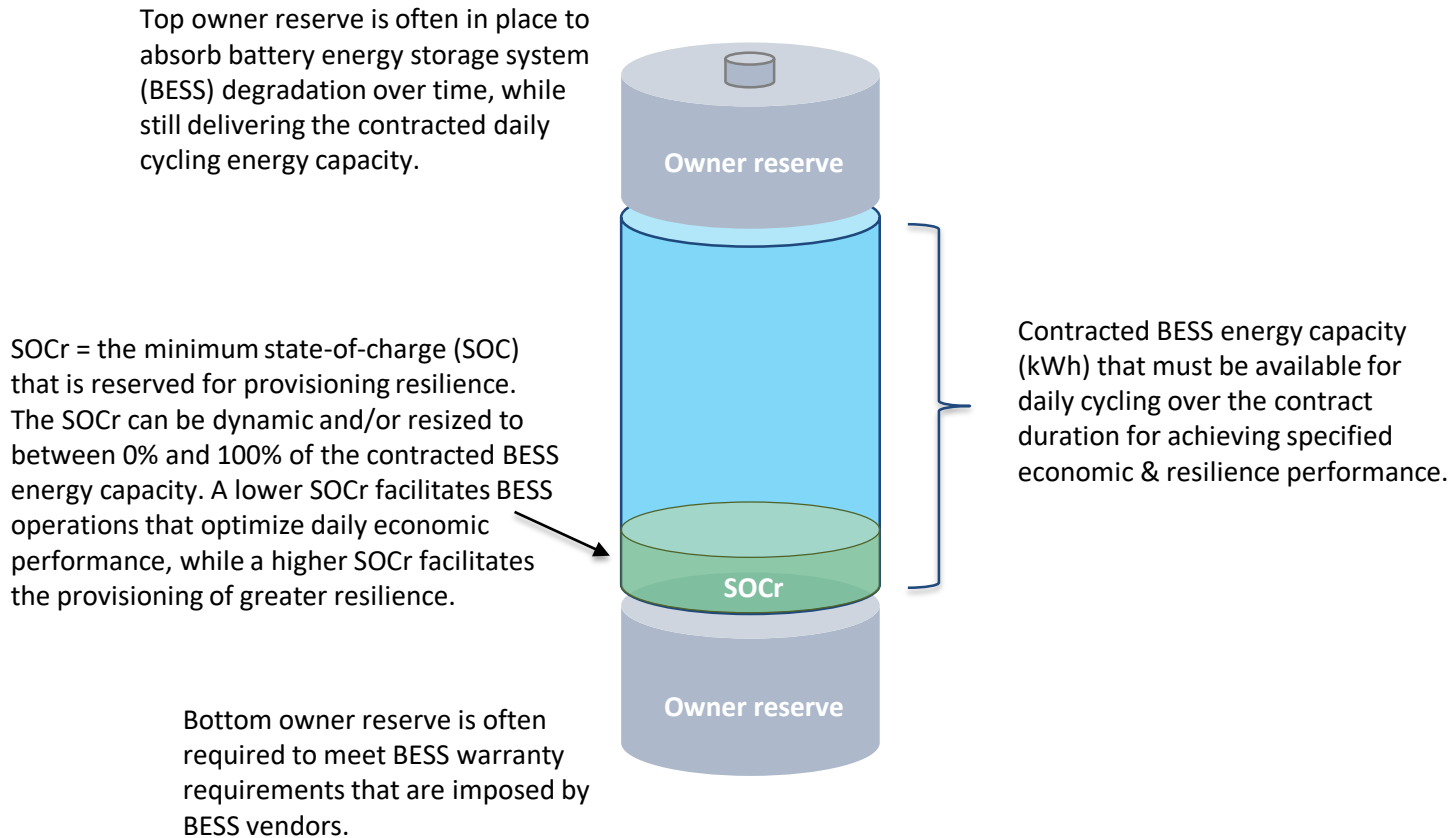 Top owner reserve is often in place to
absorb battery energy storage system
(BESS) degradation over time, while
still delivering the contracted daily
cycling energy capacity.
Owner reserve
SOCr = the minimum state-of-charge (SOC)
that is reserved for provisioning resilience.
The SOCr can be dynamic and/or resized to
between 0% and 100% of the contracted BESS
energy capacity. A lower SOCr facilitates BESS
operations that optimize daily economic
performance, while a higher SOCr facilitates
the provisioning of greater resilience.
Contracted BESS energy capacity
(kWh) that must be available for
daily cycling over the contract
duration for achieving specified
economic & resilience performance.
SOCr
Owner reserve
Bottom owner reserve is often
required to meet BESS warranty
requirements that are imposed by
BESS vendors.